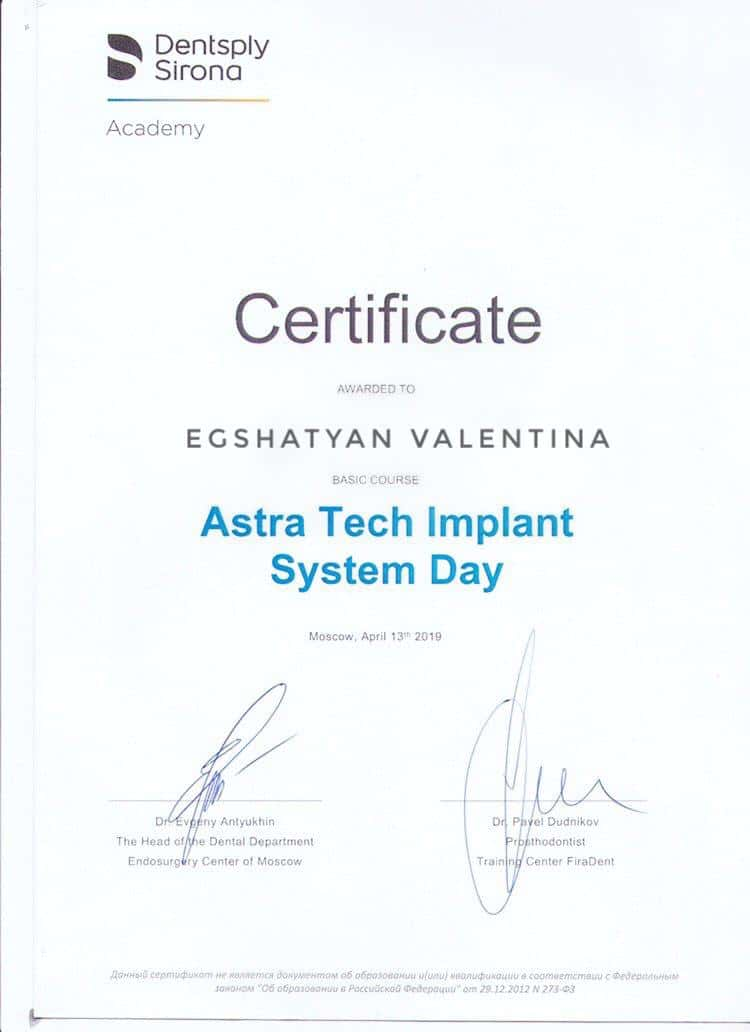 Dentsply
Sirona
Academy
Certificate
AWARDED TO
EGSHATYAN VALENTINA
BASIC COURSE
Astra Tech Implant
System Day
Moscow, April 13th 2019
Dr. Evgeny Antyukhin
The Head of the Dental Department
Endosurgery Center of Moscow
Dr. Pavel Dudnikov
Prosthodontist
Training Center FiraDent
Данный сертификат не является документом об образовании и(или) квалификации в соответствии с Федеральным
законом "Об образовании в Российской Федерации" от 29.12.2012 N 273-ФЗ